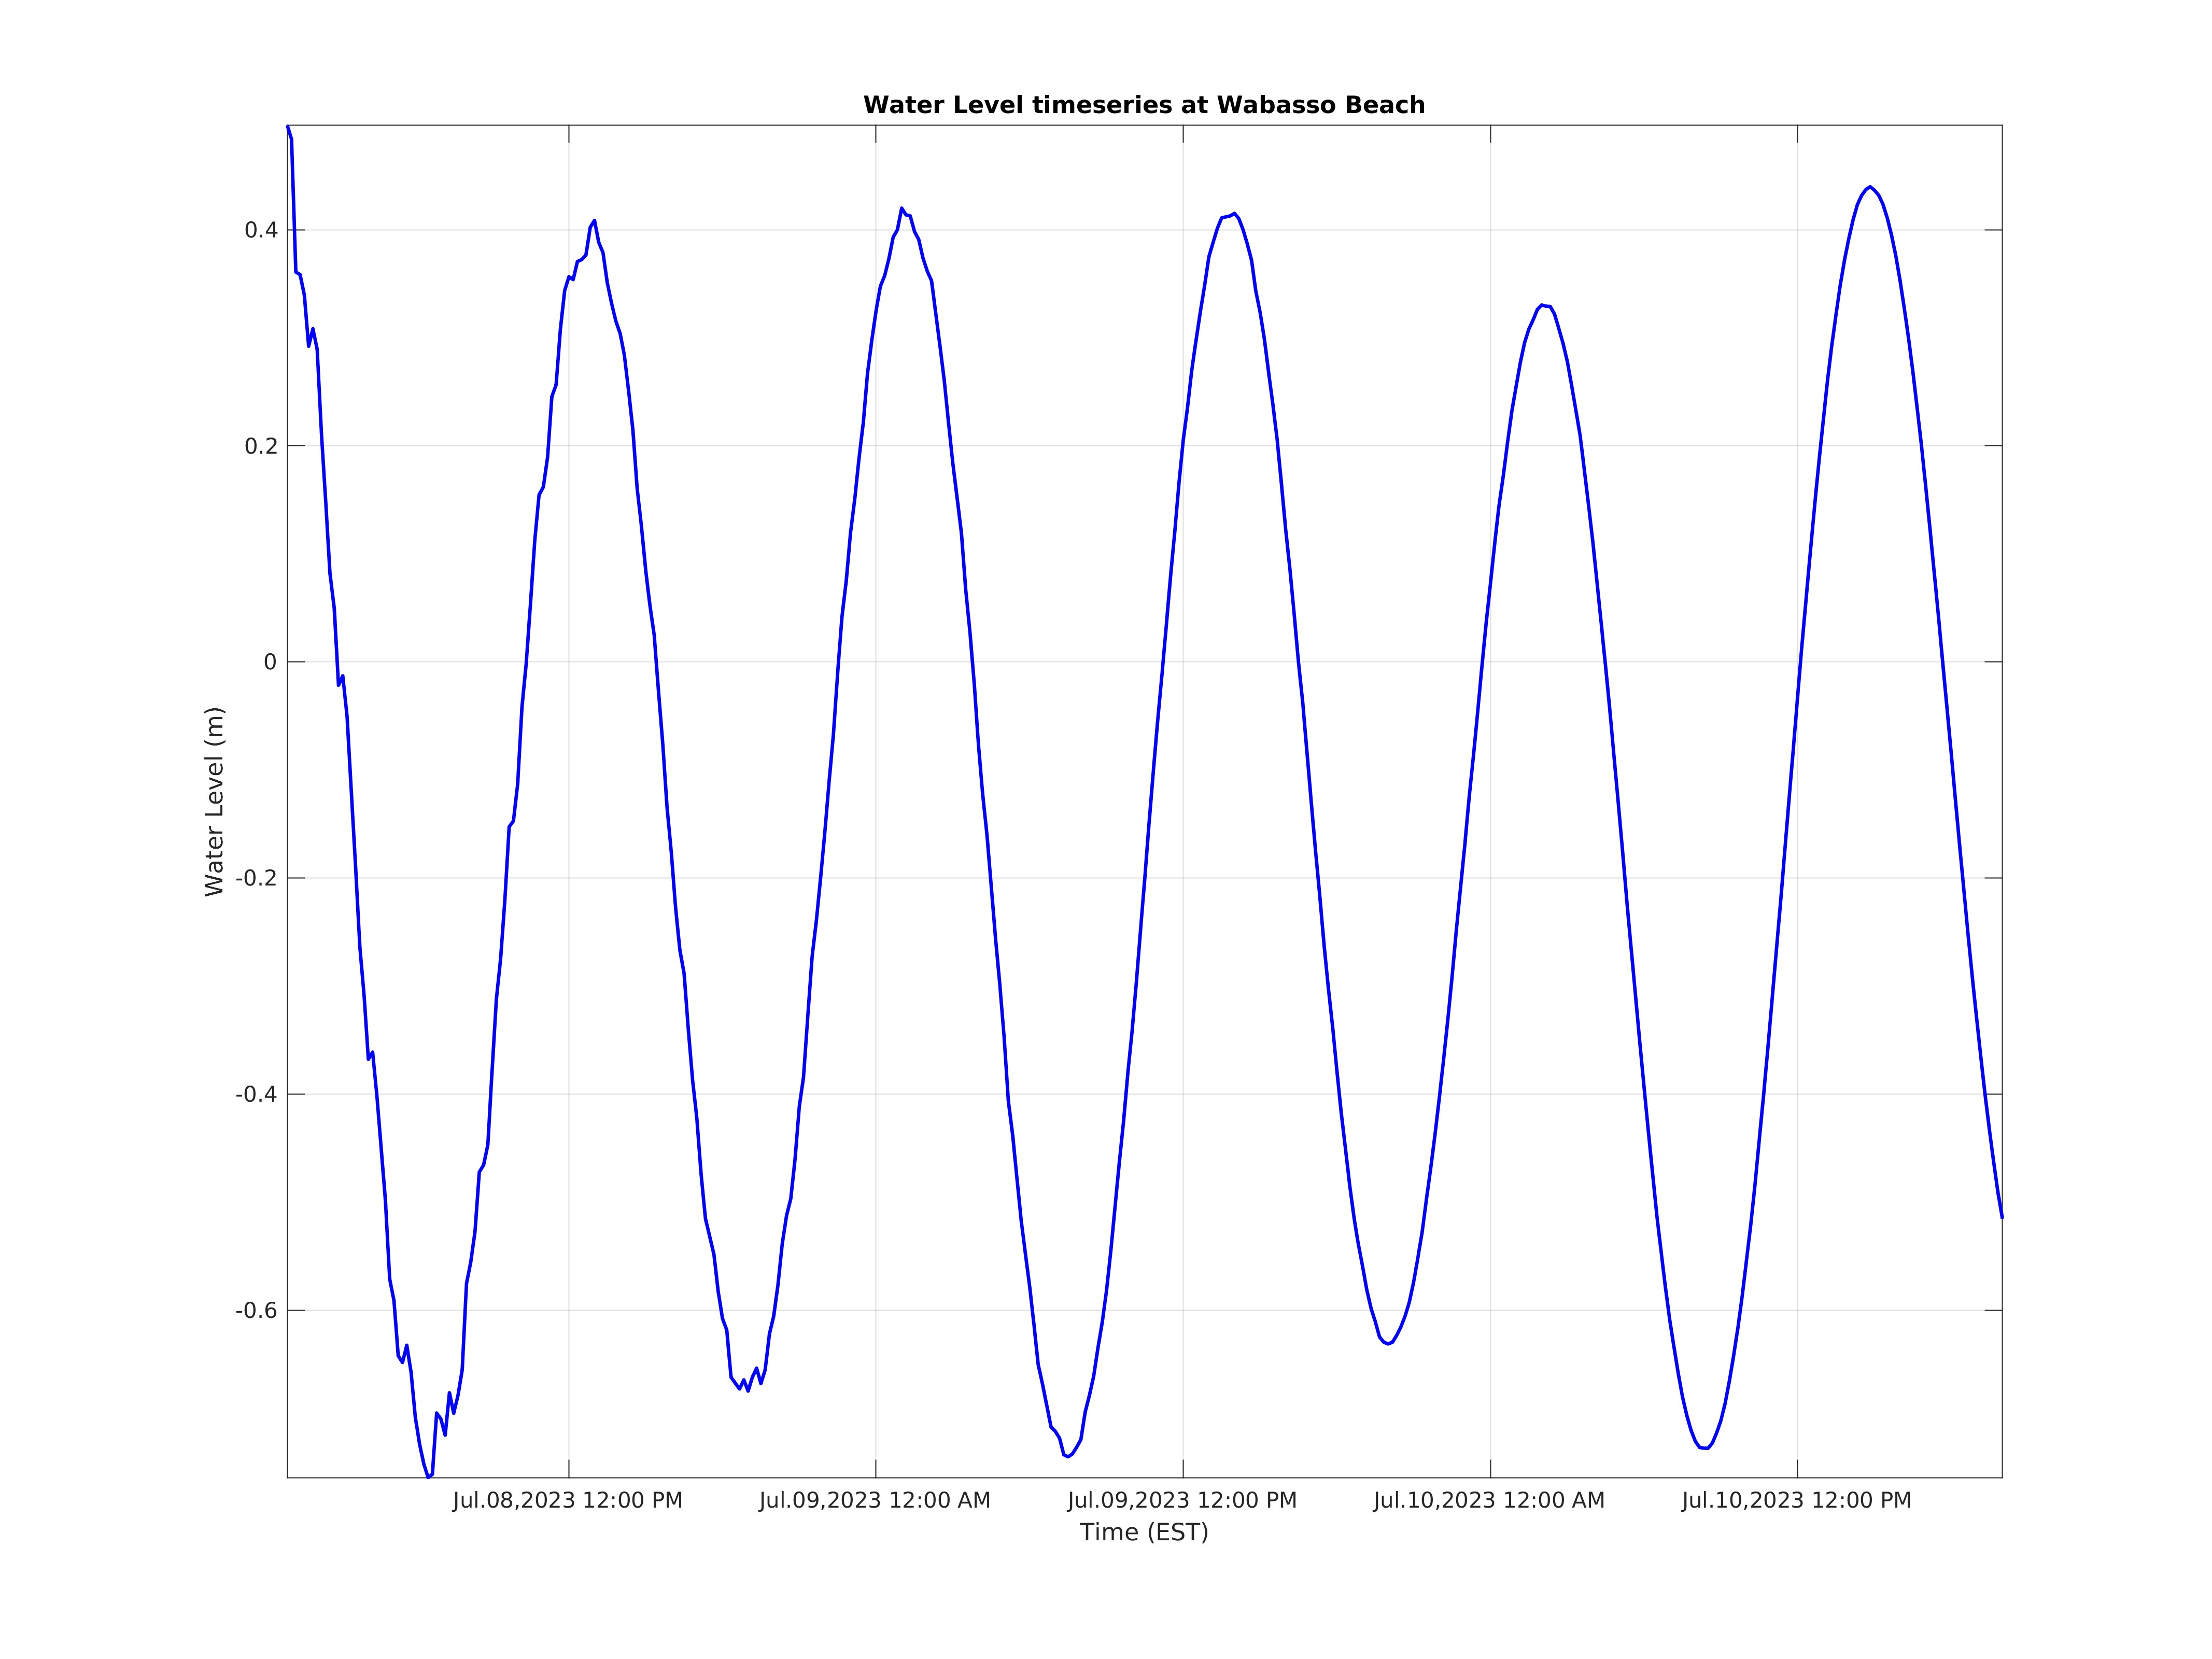 Water Level timeseries at Wabasso Beach
0.4
0.2
0
-0.2
-0.4
-0.6
Water Level (m)
Jul.08,2023 12:00 PM
Jul.09,2023 12:00 AM
Jul.09,2023 12:00 PM
Jul.10,2023 12:00 AM
Jul.10,2023 12:00 PM
Time (EST)